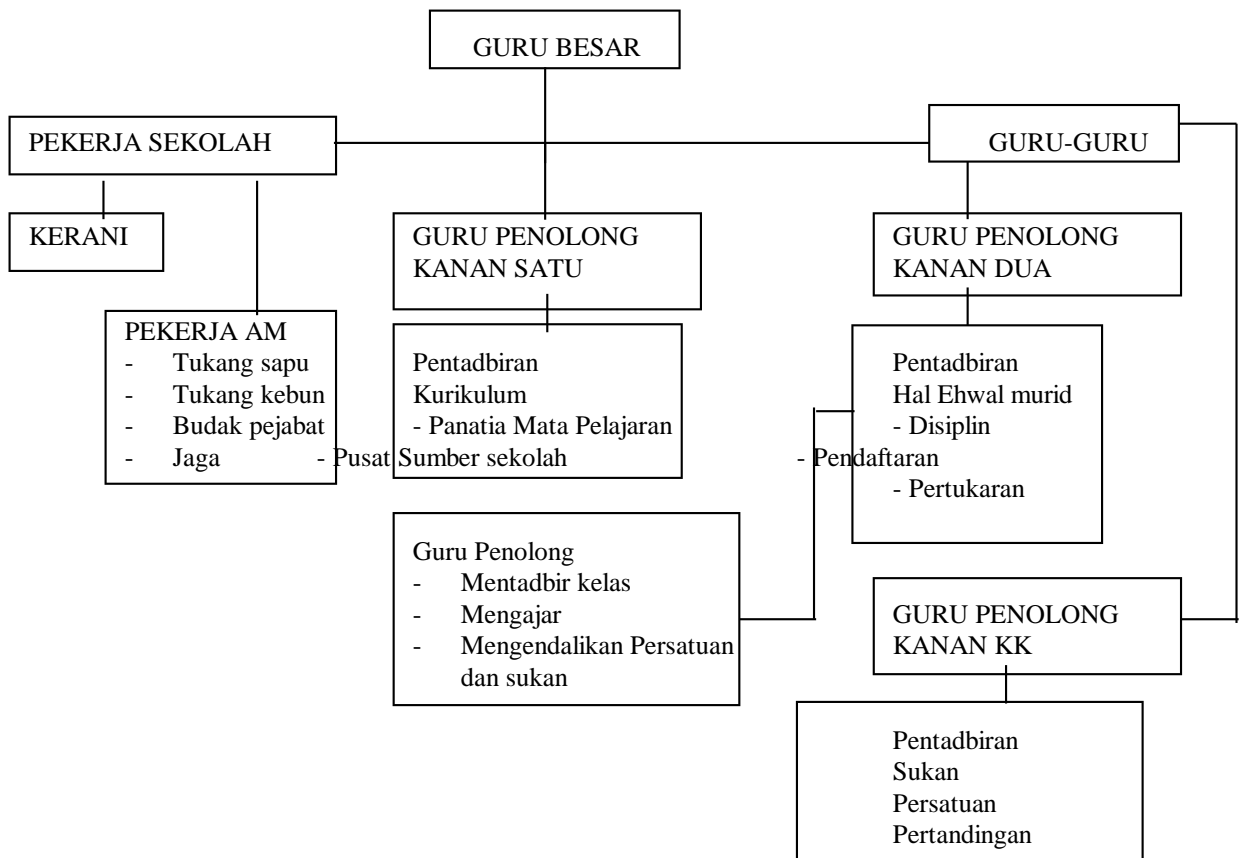 GURU BESAR
PEKERJA SEKOLAH
GURU-GURU
KERANI
GURU PENOLONG
KANAN SATU
GURU PENOLONG
KANAN DUA
PEKERJA AM
- Tukang sapu
- Tukang kebun
- Budak pejabat
- Jaga
Pentadbiran
Kurikulum
- Panatia Mata Pelajaran
- Pusat Sumber sekolah
Pentadbiran
Hal Ehwal murid
- Disiplin
- Pendaftaran
- Pertukaran
Guru Penolong
- Mentadbir kelas
- Mengajar
- Mengendalikan Persatuan
dan sukan
GURU PENOLONG
KANAN KK
Pentadbiran
Sukan
Persatuan
Pertandingan